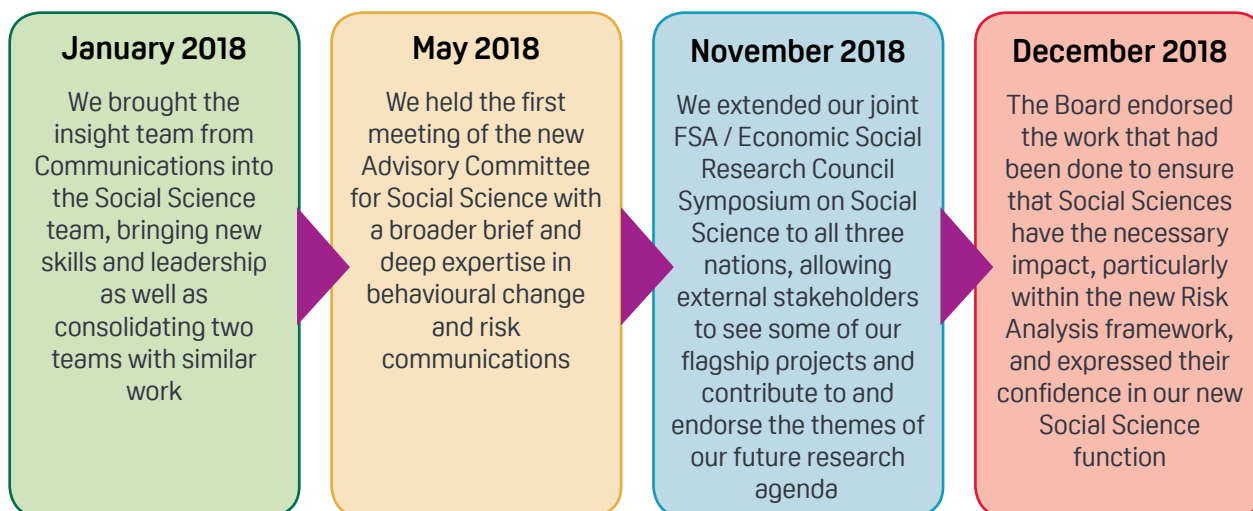 January 2018
We brought the
insight team from
Communications into
the Social Science
team, bringing new
skills and leadership
as well as
consolidating two
teams with similar
work
May 2018
We held the first
meeting of the new
Advisory Committee
for Social Science with
a broader brief and
deep expertise in
behavioural change
and risk
communications
November 2018
We extended our joint
FSA / Economic Social
Research Council
Symposium on Social
Science to all three
nations, allowing
external stakeholders
to see some of our
flagship projects and
contribute to and
endorse the themes of
our future research
agenda
December 2018
The Board endorsed
the work that had
been done to ensure
that Social Sciences
have the necessary
impact, particularly
within the new Risk
Analysis framework,
and expressed their
confidence in our new
Social Science
function